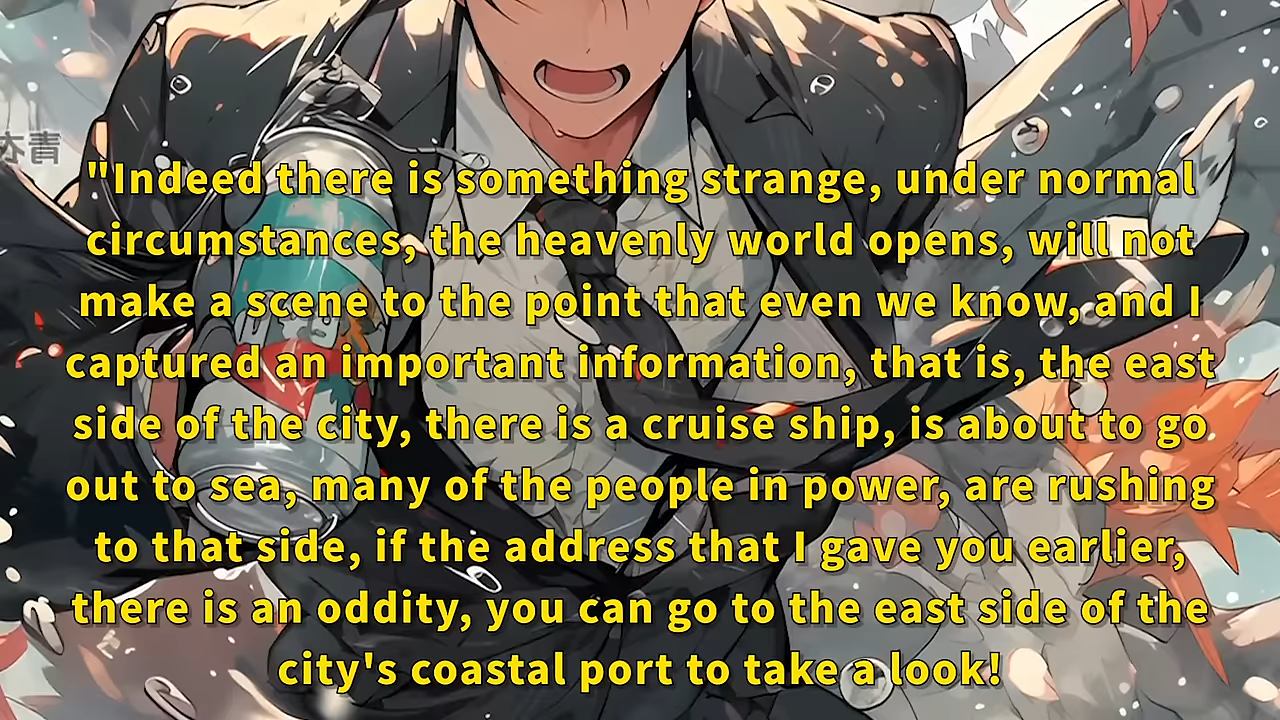 "Indeed there is something strange, under normal
circumstances, the heavenly world opens, will not
make a scene to the point that even we know, and I
captured an important information, that is, the east
side of the city, there is a cruise ship, is about to go
out to sea, many of the people in power, are rushing
to that side, if the address that I gave you earlier,
there is an oddity, you can go to the east side of the
city's coastal port to take a look!